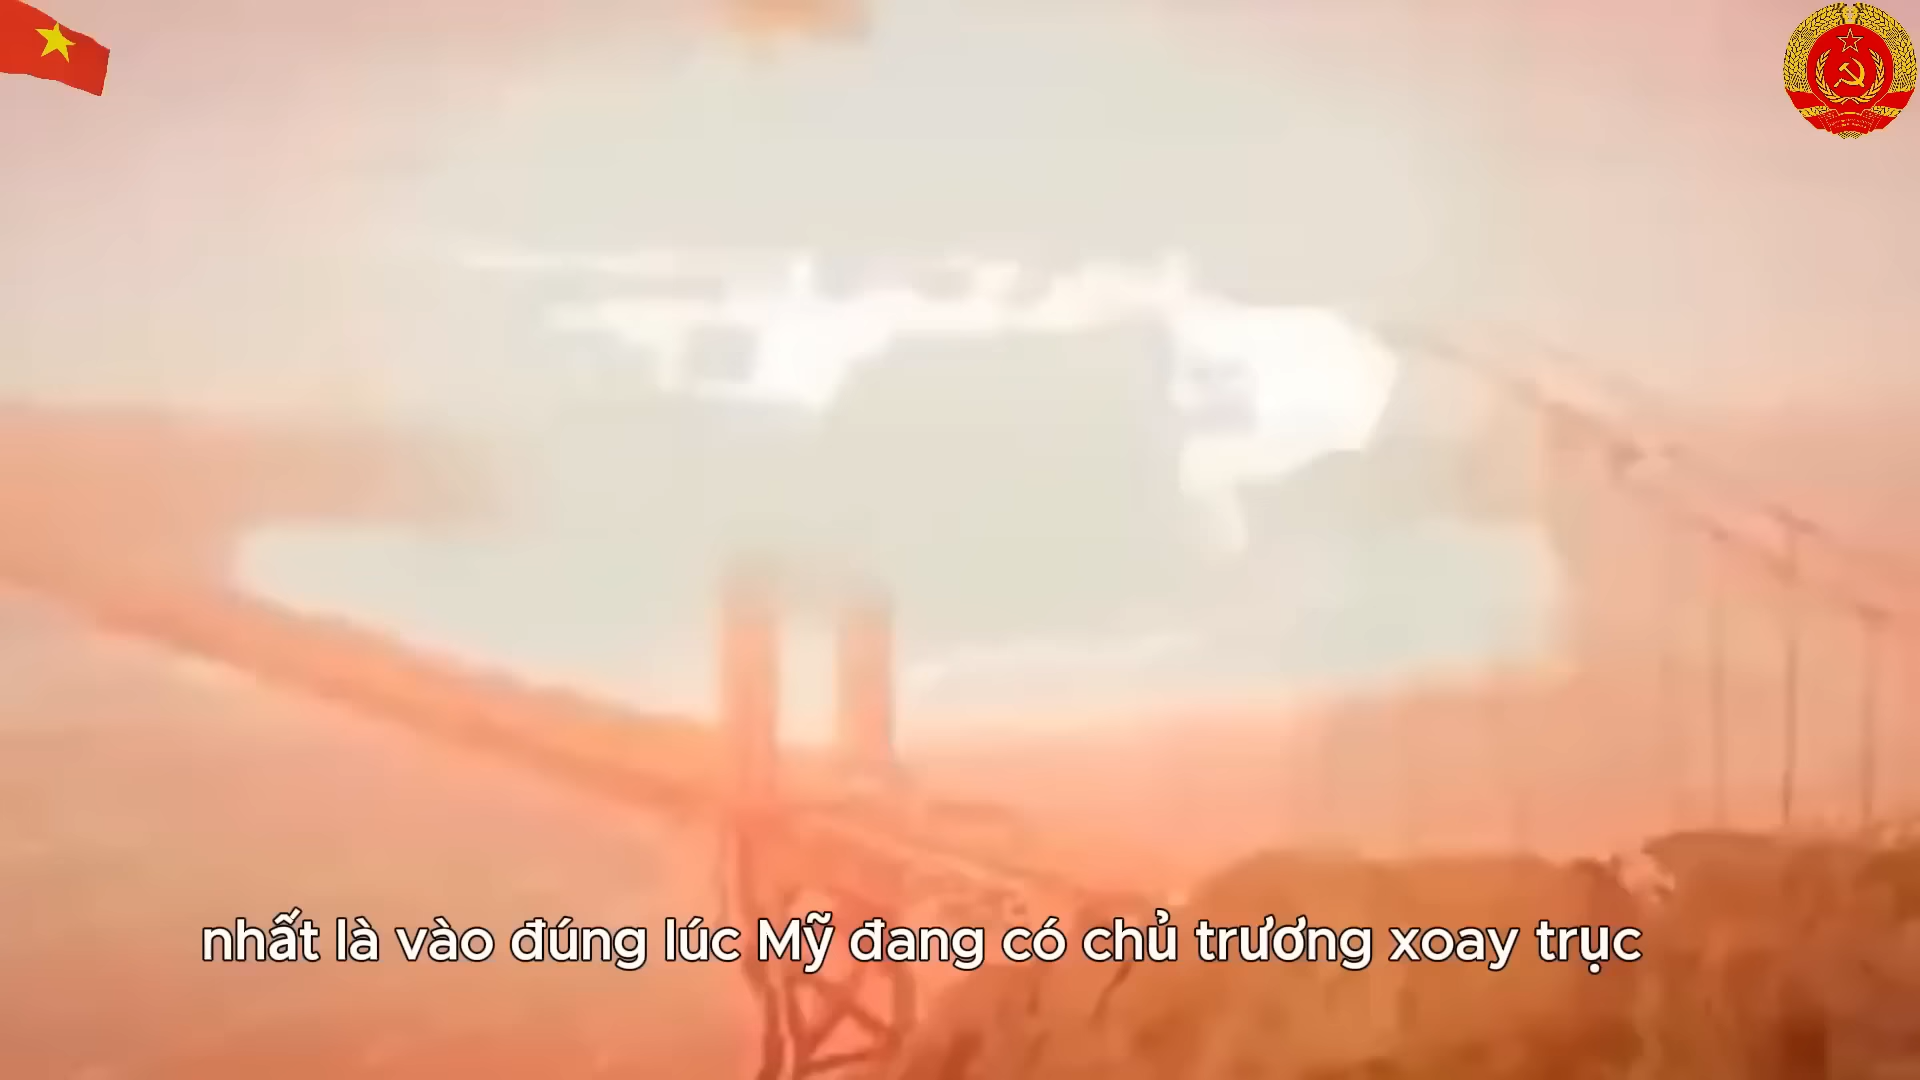 nhất là vào đúng lúc Mỹ đang có chủ trương xoay trục